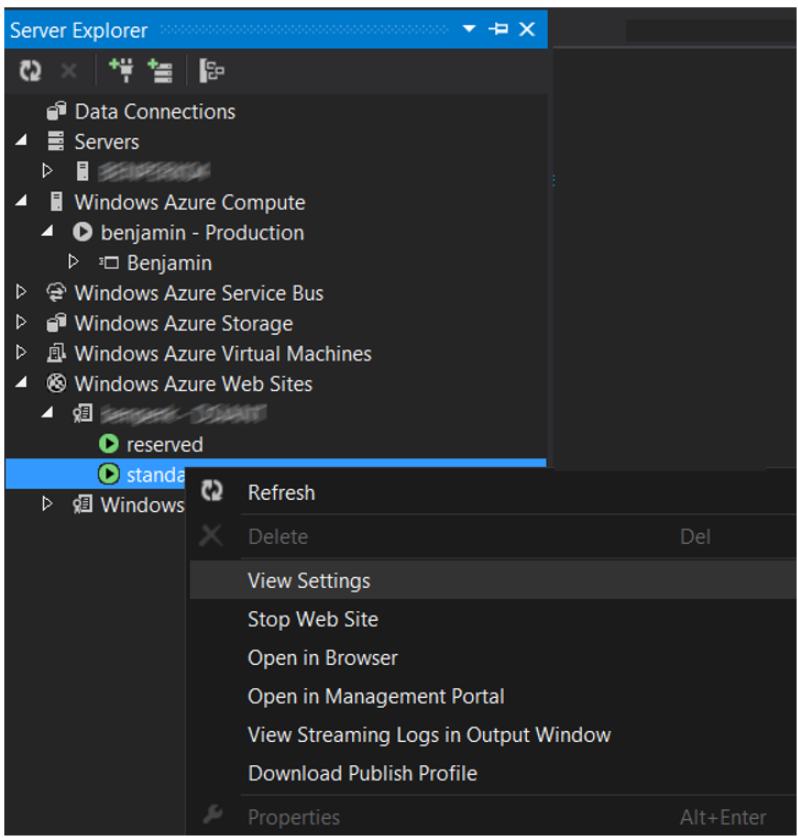 Server Explorer
Data Connections
Servers
Windows Azure Compute
benjamin - Production
Benjamin
Windows Azure Service Bus
Windows Azure Storage
Windows Azure Virtual Machines
Windows Azure Web Sites
reserved
standa
Windows
Refresh
Delete Del
View Settings
Stop Web Site
Open in Browser
Open in Management Portal
View Streaming Logs in Output Window
Download Publish Profile
Properties Alt+Enter